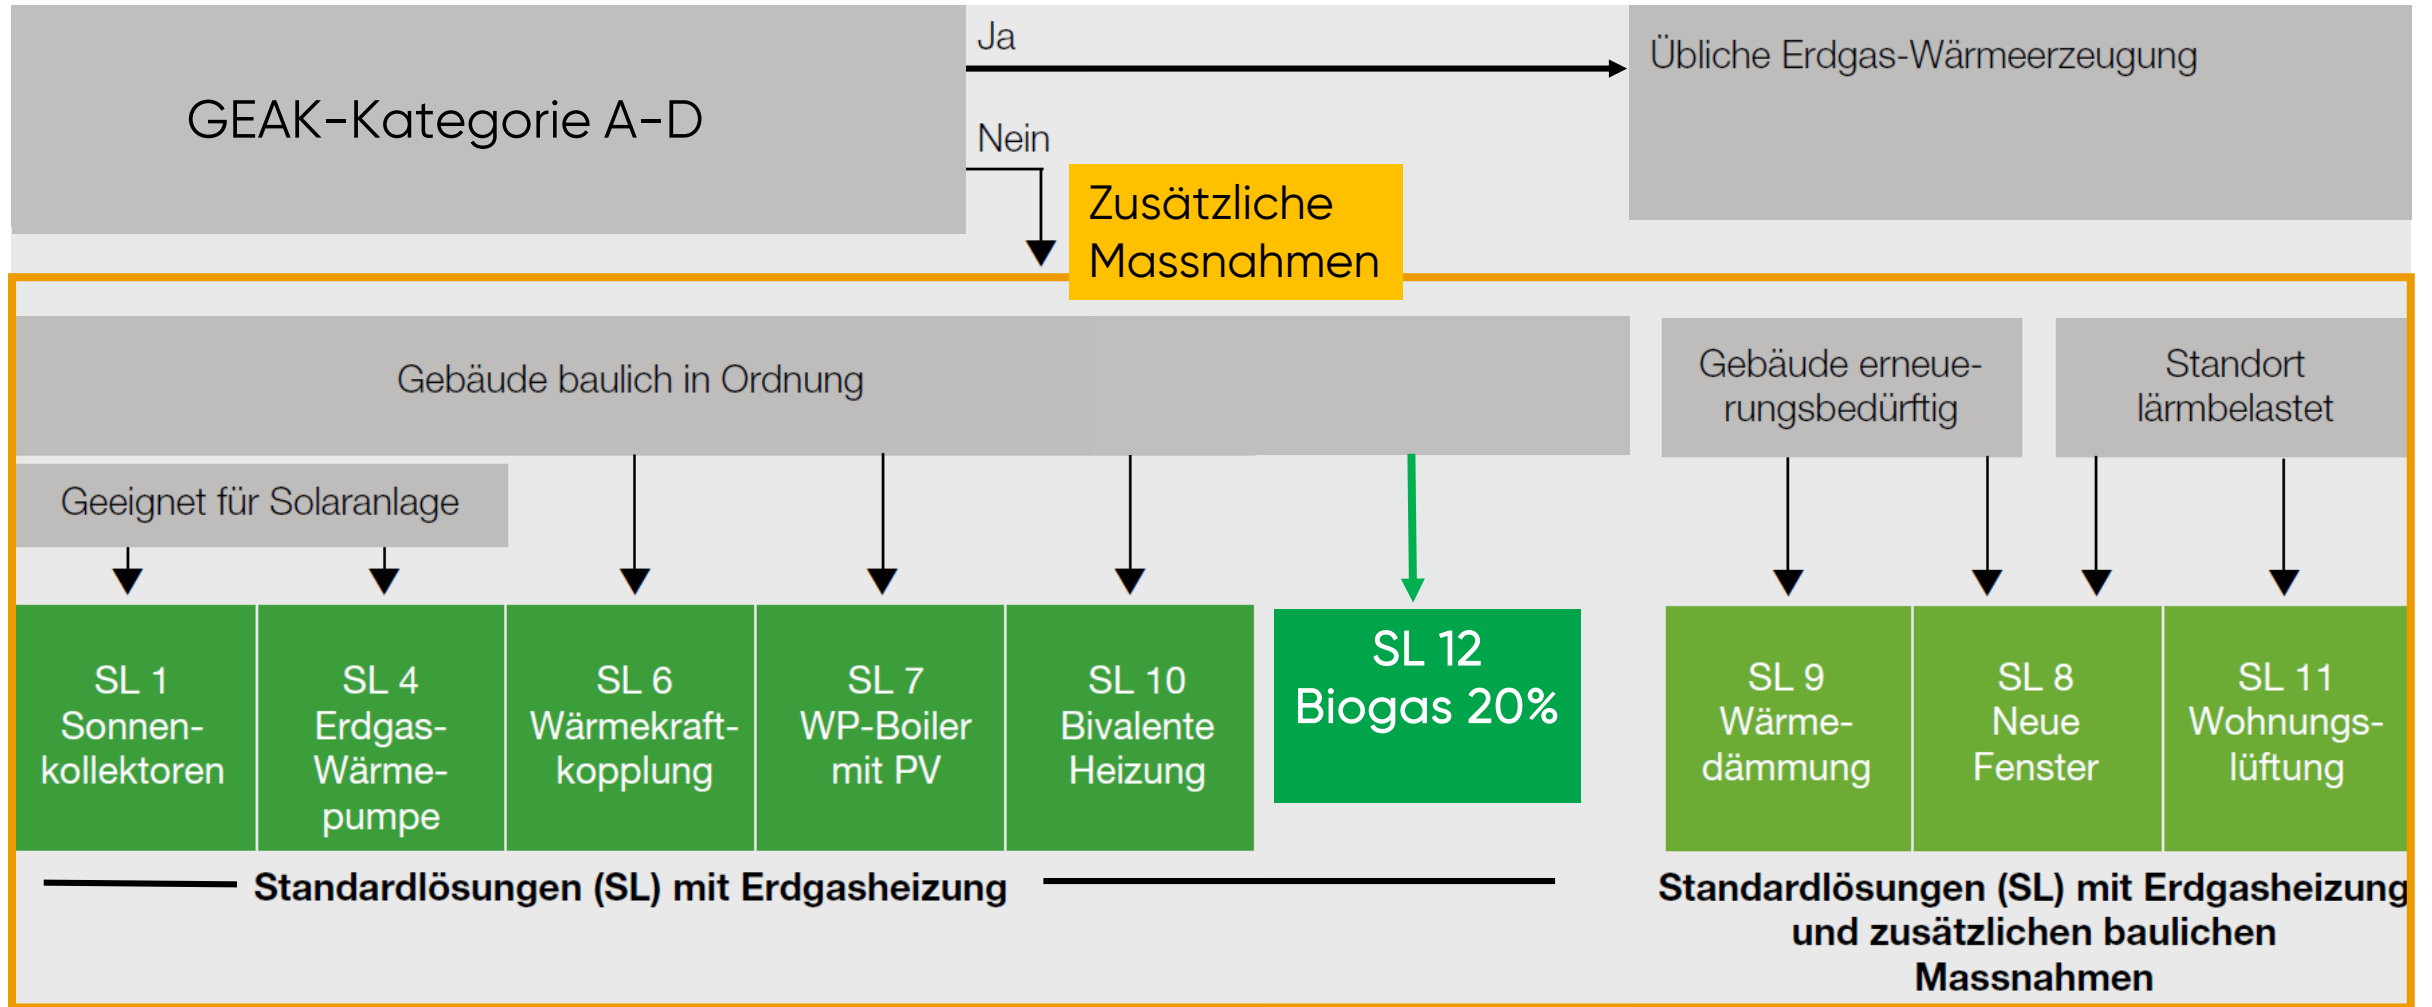 GEAK-Kategorie A-D
Ja
Nein
Übliche Erdgas-Wärmeerzeugung
Zusätzliche
Massnahmen
Gebäude baulich in Ordnung
Gebäude erneue-
rungsbedürftig
Standort
lärmbelastet
Geeignet für Solaranlage
SL 1
Sonnen-
kollektoren
SL 4
Erdgas-
Wärme-
pumpe
SL 6
Wärmekraft-
kopplung
SL 7
WP-Boiler
mit PV
SL 10
Bivalente
Heizung
SL 12
Biogas 20%
SL 9
Wärme-
dämmung
SL 8
Neue
Fenster
SL 11
Wohnungs-
lüftung
Standardlösungen (SL) mit Erdgasheizung
Standardlösungen (SL) mit Erdgasheizung
und zusätzlichen baulichen
Massnahmen